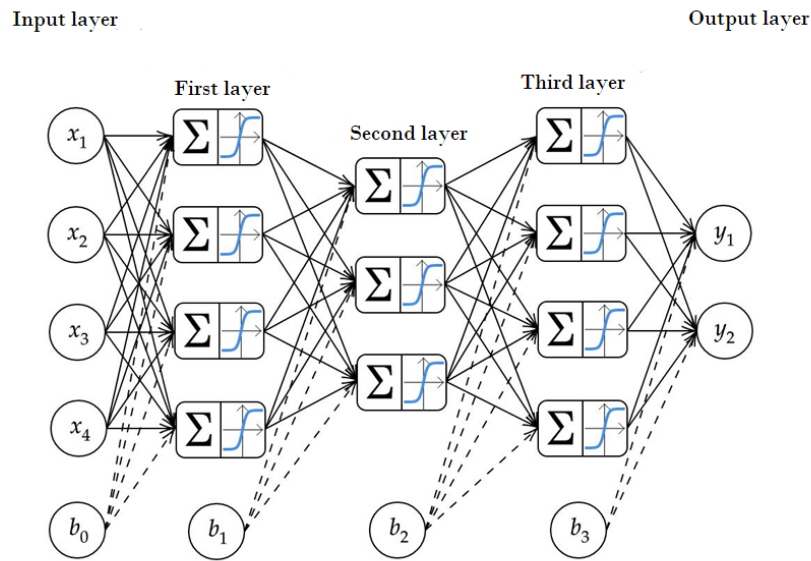 Input layer
Output layer
First layer
Third layer
Second layer
x1
Σ
Σ
Σ
x2
Σ
Σ
y1
Σ
x3
Σ
Σ
y2
Σ
x4
Σ
Σ
b0
b1
b2
b3